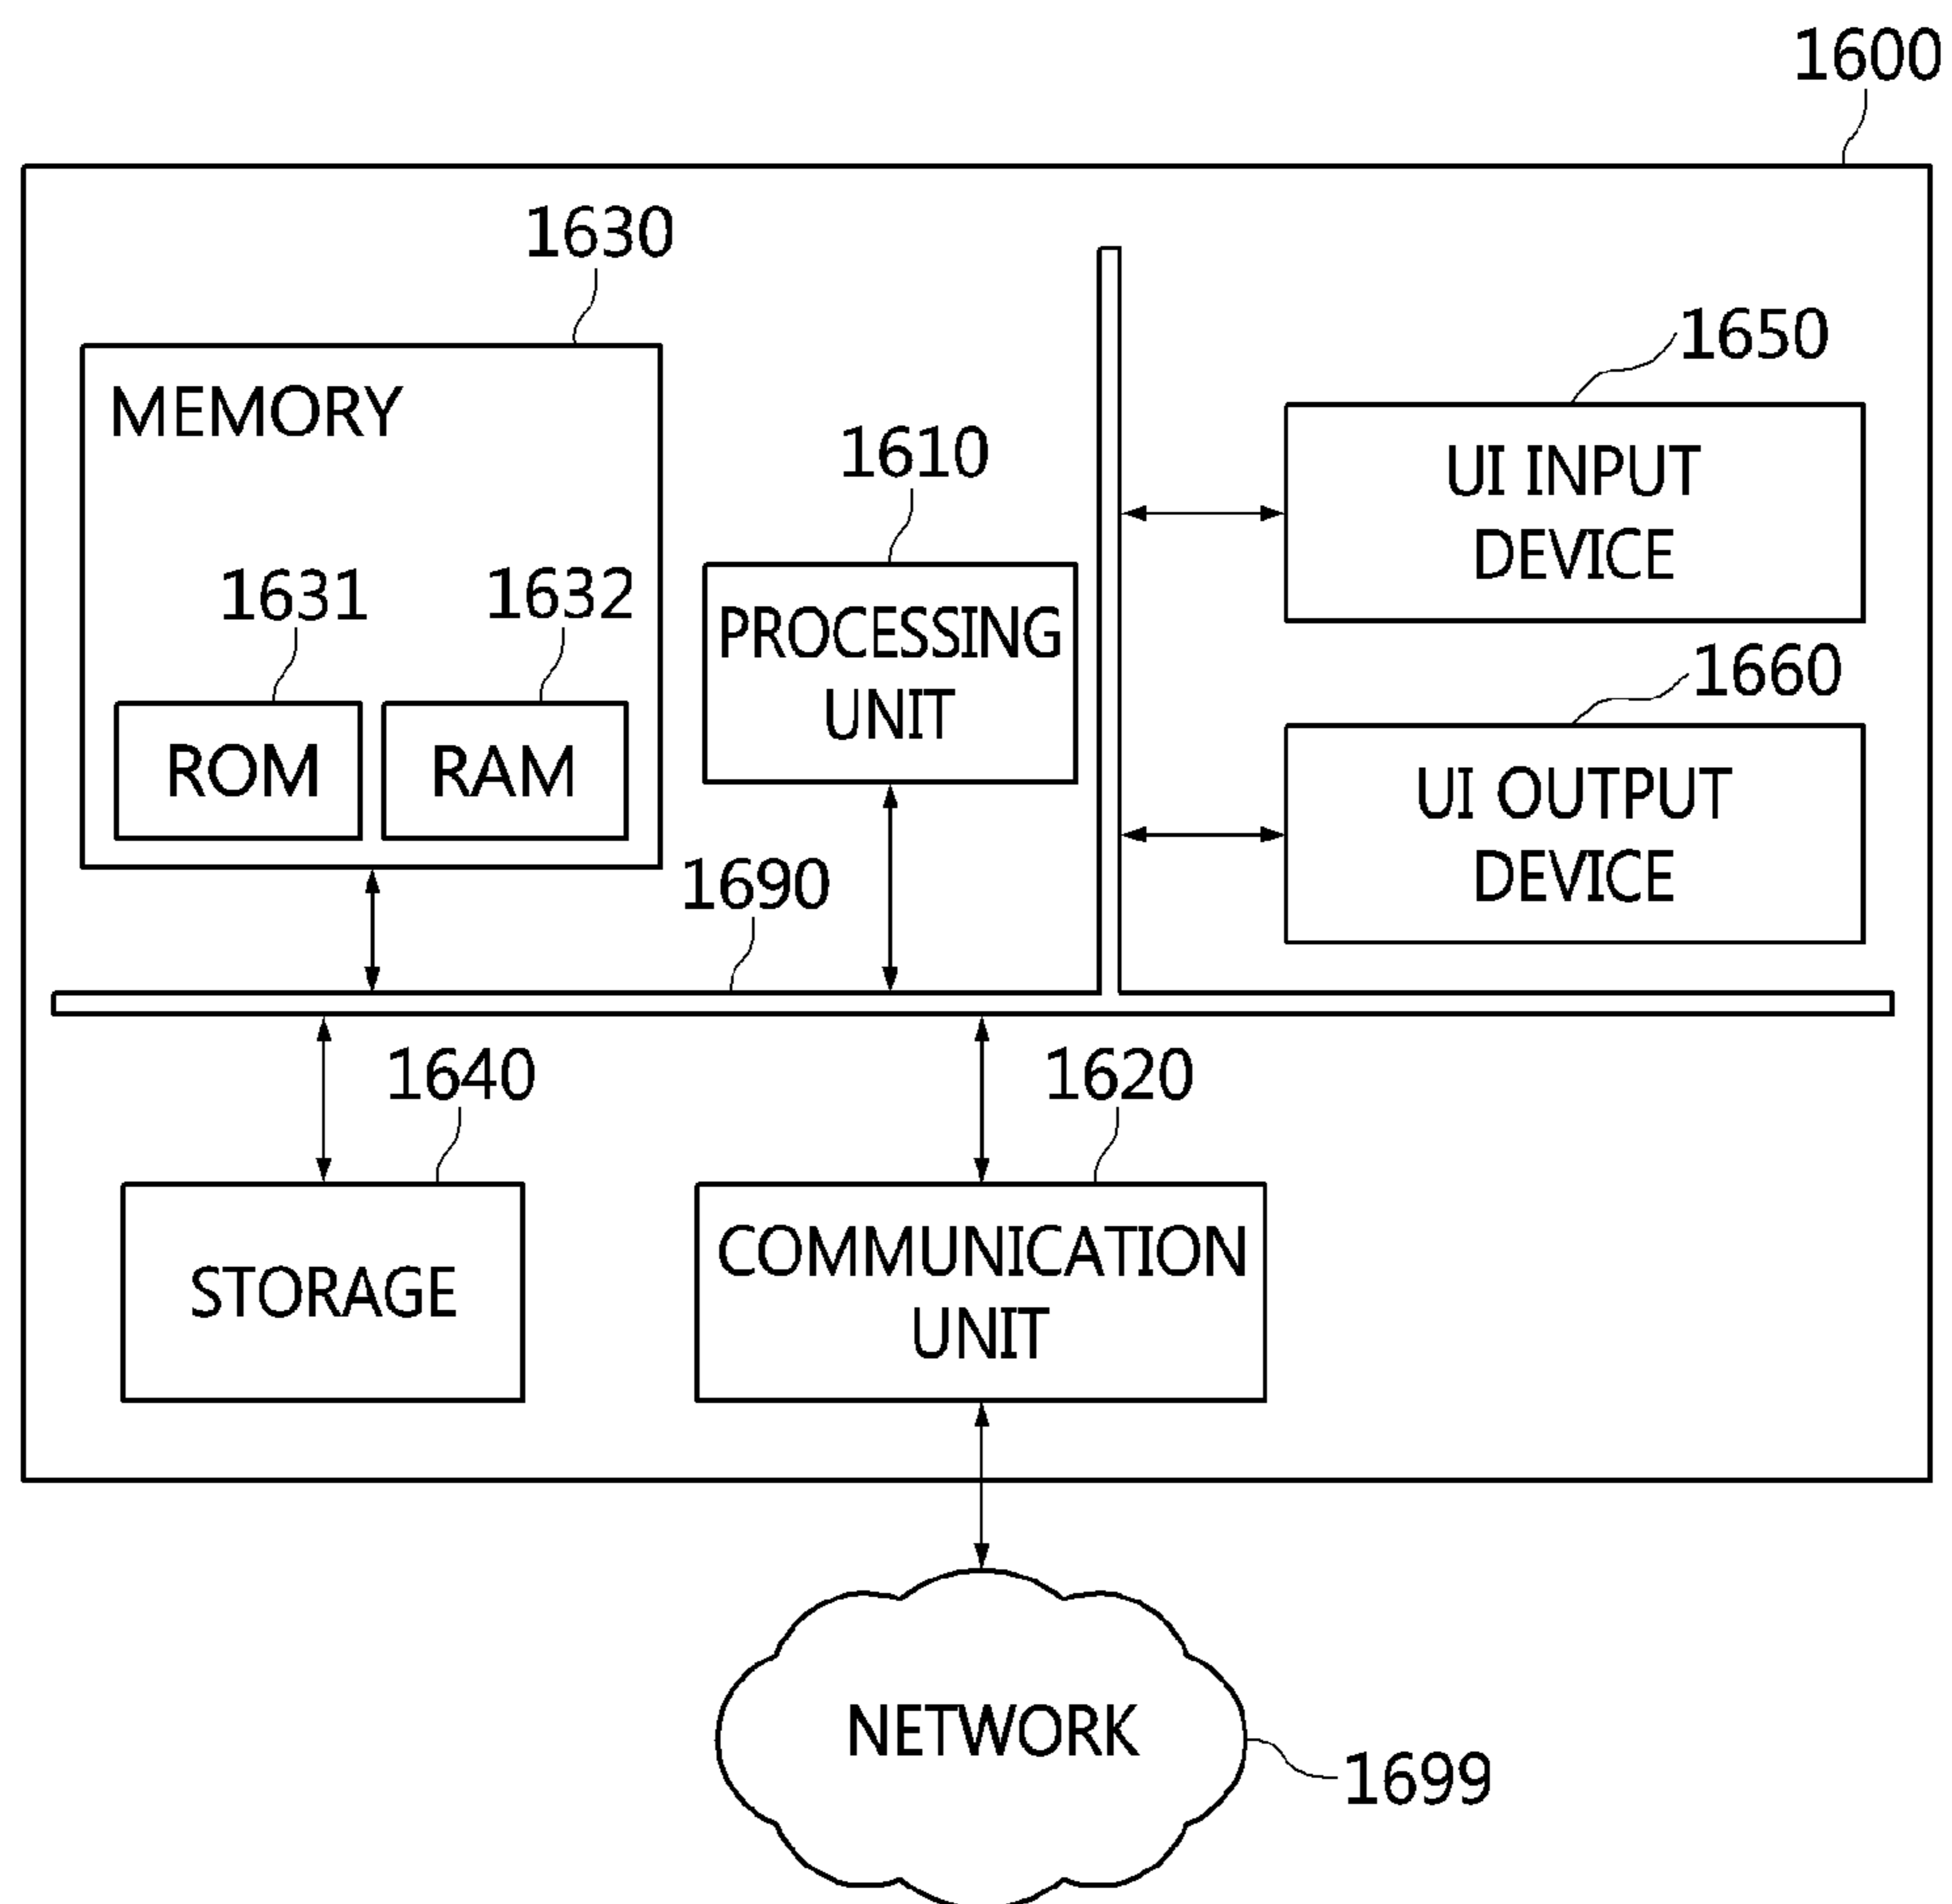 1600
1630
MEMORY
1650
1610
UI INPUT
DEVICE
1631
1632
PROCESSING
UNIT
1660
ROM
RAM
UI OUTPUT
DEVICE
1690
1640
1620
STORAGE
COMMUNICATION
UNIT
NETWORK
1699